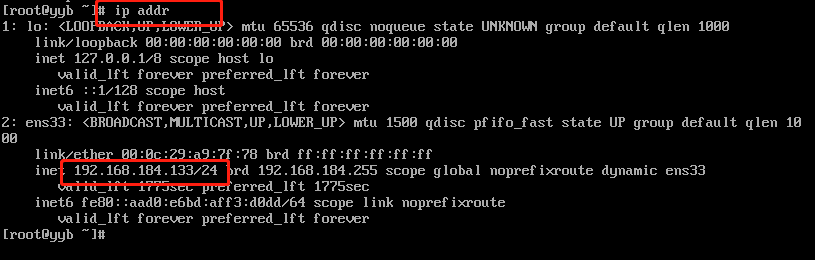 [root@yyb ~]# ip addr
1: lo: <LOOPBACK,UP,LOWER_UP> mtu 65536 qdisc noqueue state UNKNOWN group default qlen 1000
    link/loopback 00:00:00:00:00:00 brd 00:00:00:00:00:00
    inet 127.0.0.1/8 scope host lo
       valid_lft forever preferred_lft forever
    inet6 ::1/128 scope host
       valid_lft forever preferred_lft forever
2: ens33: <BROADCAST,MULTICAST,UP,LOWER_UP> mtu 1500 qdisc pfifo_fast state UP group default qlen 10
00
    link/ether 00:0c:29:a9:7f:78 brd ff:ff:ff:ff:ff:ff
    inet 192.168.184.133/24 brd 192.168.184.255 scope global noprefixroute dynamic ens33
       valid_lft 1775sec preferred_lft 1775sec
    inet6 fe80::aad0:e6bd:aff3:d0dd/64 scope link noprefixroute
       valid_lft forever preferred_lft forever
[root@yyb ~]#